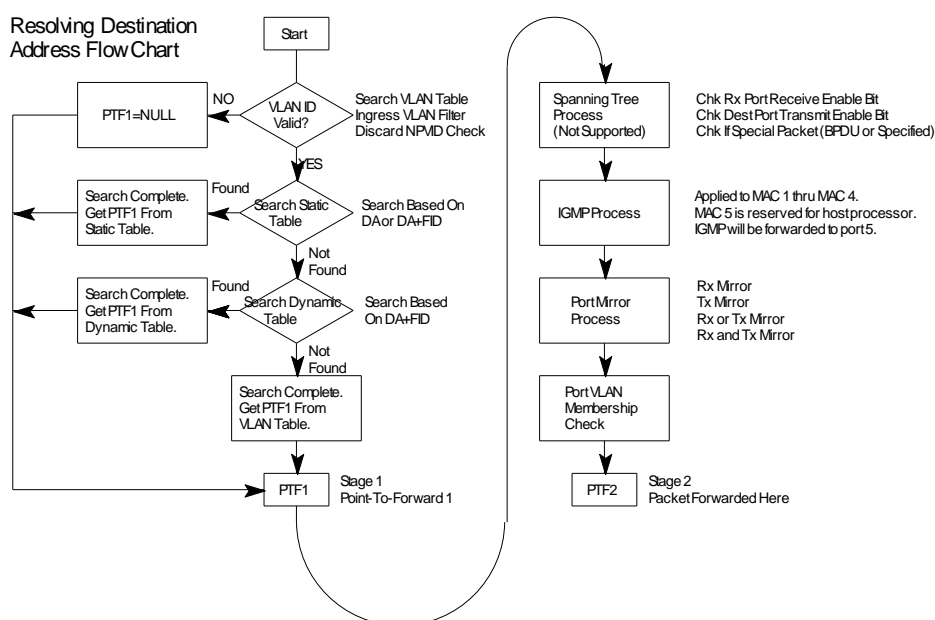 Resolving Destination
Address Flow Chart
Start
PTF1=NULL
NO
VLAN ID
Valid?
Search VLAN Table
Ingress VLAN Filter
Discard NPVID Check
YES
Search Complete.
Get PTF1 From
Static Table.
Found
Search Static
Table
Search Based On
DA or DA+FID
Not
Found
Search Complete.
Get PTF1 From
Dynamic Table.
Found
Search Dynamic
Table
Search Based
On DA+FID
Not
Found
Search Complete.
Get PTF1 From
VLAN Table.
PTF1
Stage 1
Point-To-Forward 1
Spanning Tree
Process
(Not Supported)
Chk Rx Port Receive Enable Bit
Chk Dest Port Transmit Enable Bit
Chk If Special Packet (BPDU or Specified)
IGMP Process
Applied to MAC 1 thru MAC 4.
MAC 5 is reserved for host processor.
IGMP will be forwarded to port 5.
Port Mirror
Process
Rx Mirror
Tx Mirror
Rx or Tx Mirror
Rx and Tx Mirror
Port VLAN
Membership
Check
PTF2
Stage 2
Packet Forwarded Here